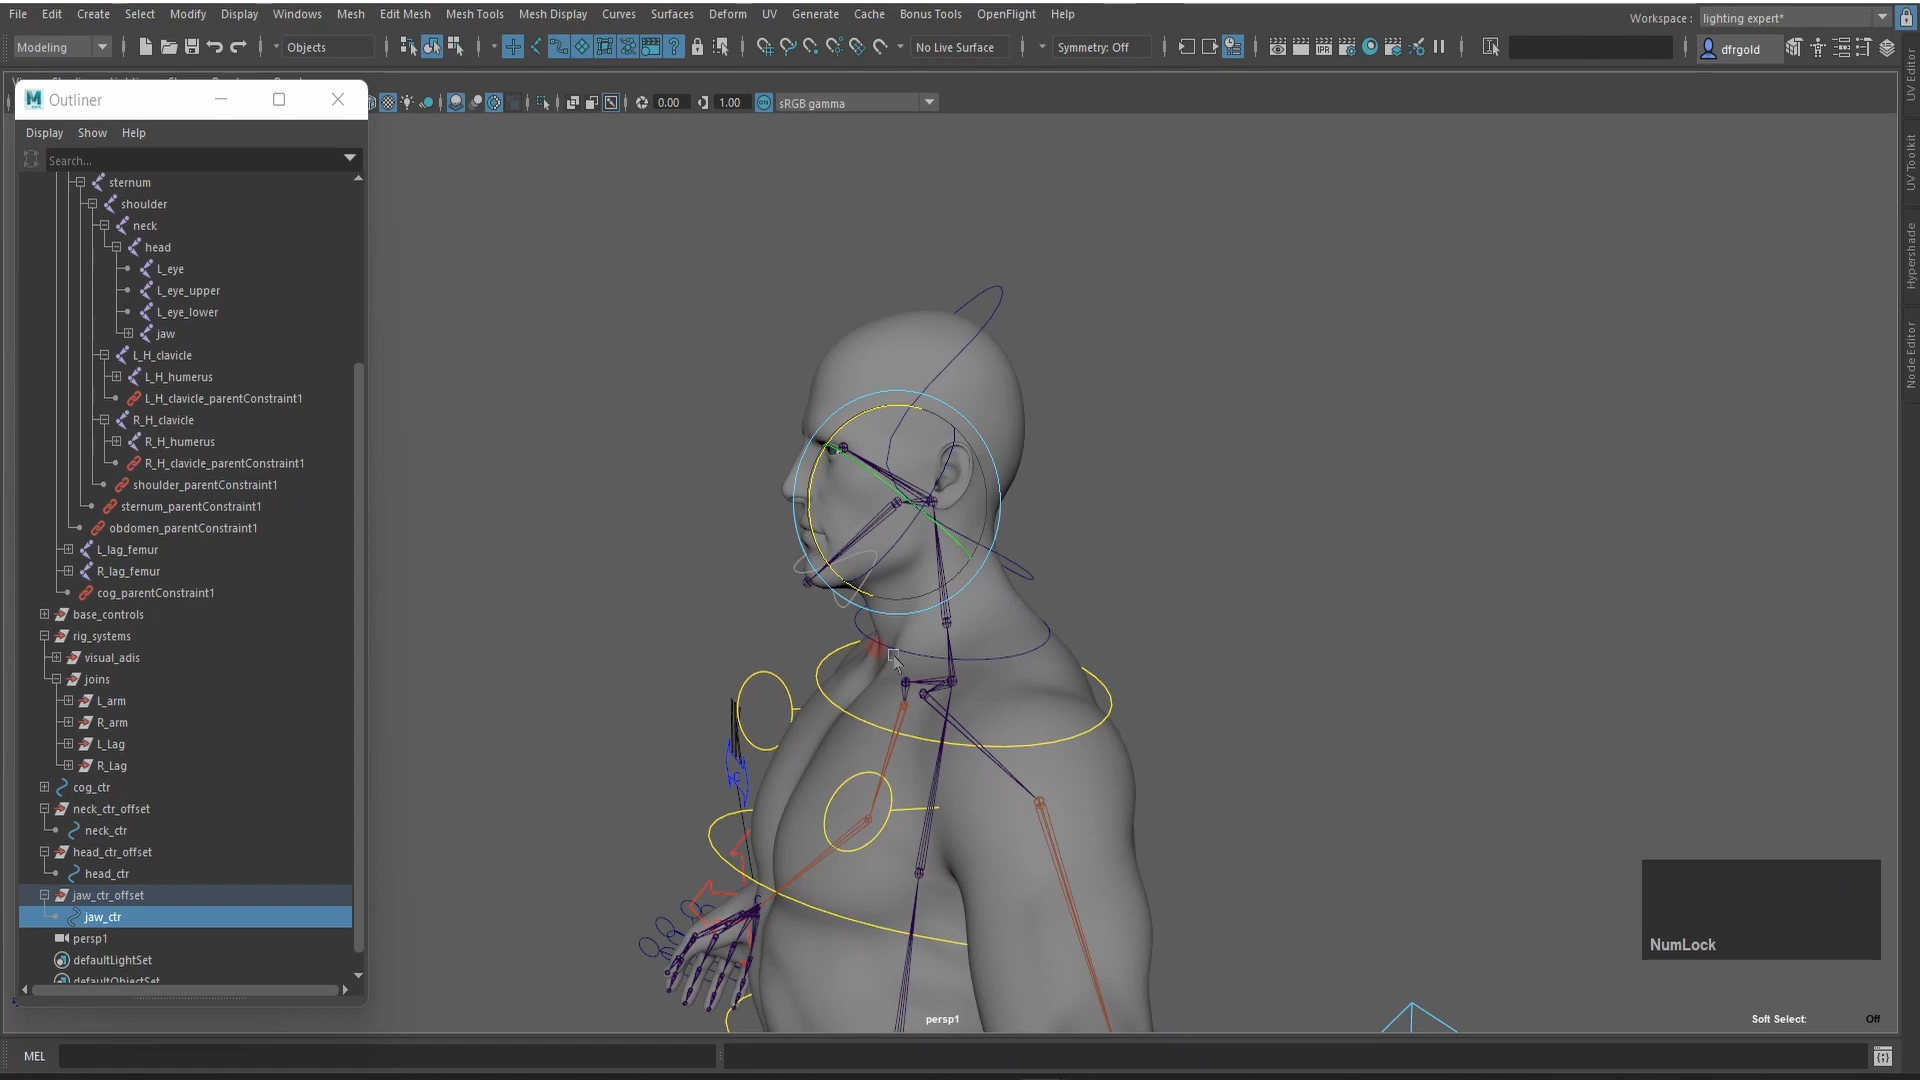 File Edit Create Select Modify Display Windows Mesh Edit Mesh Mesh Tools Mesh Display Curves Surfaces Deform UV Generate Cache Bonus Tools OpenFlight Help
Workspace : lighting expert*
Modeling Objects No Live Surface Symmetry: Off dfrgold
Outliner
0.00 1.00 ON sRGB gamma
Display Show Help
Search...
sternum
shoulder
neck
head
L_eye
L_eye_upper
L_eye_lower
jaw
L_H_clavicle
L_H_humerus
L_H_clavicle_parentConstraint1
R_H_clavicle
R_H_humerus
R_H_clavicle_parentConstraint1
shoulder_parentConstraint1
sternum_parentConstraint1
obdomen_parentConstraint1
L_lag_femur
R_lag_femur
cog_parentConstraint1
base_controls
rig_systems
visual_adis
joins
L_arm
R_arm
L_Lag
R_Lag
cog_ctr
neck_ctr_offset
neck_ctr
head_ctr_offset
head_ctr
jaw_ctr_offset
jaw_ctr
persp1
defaultLightSet
defaultObjectSet
UV Editor
UV Toolkit
Hypershade
Node Editor
NumLock
persp1
Soft Select: Off
MEL